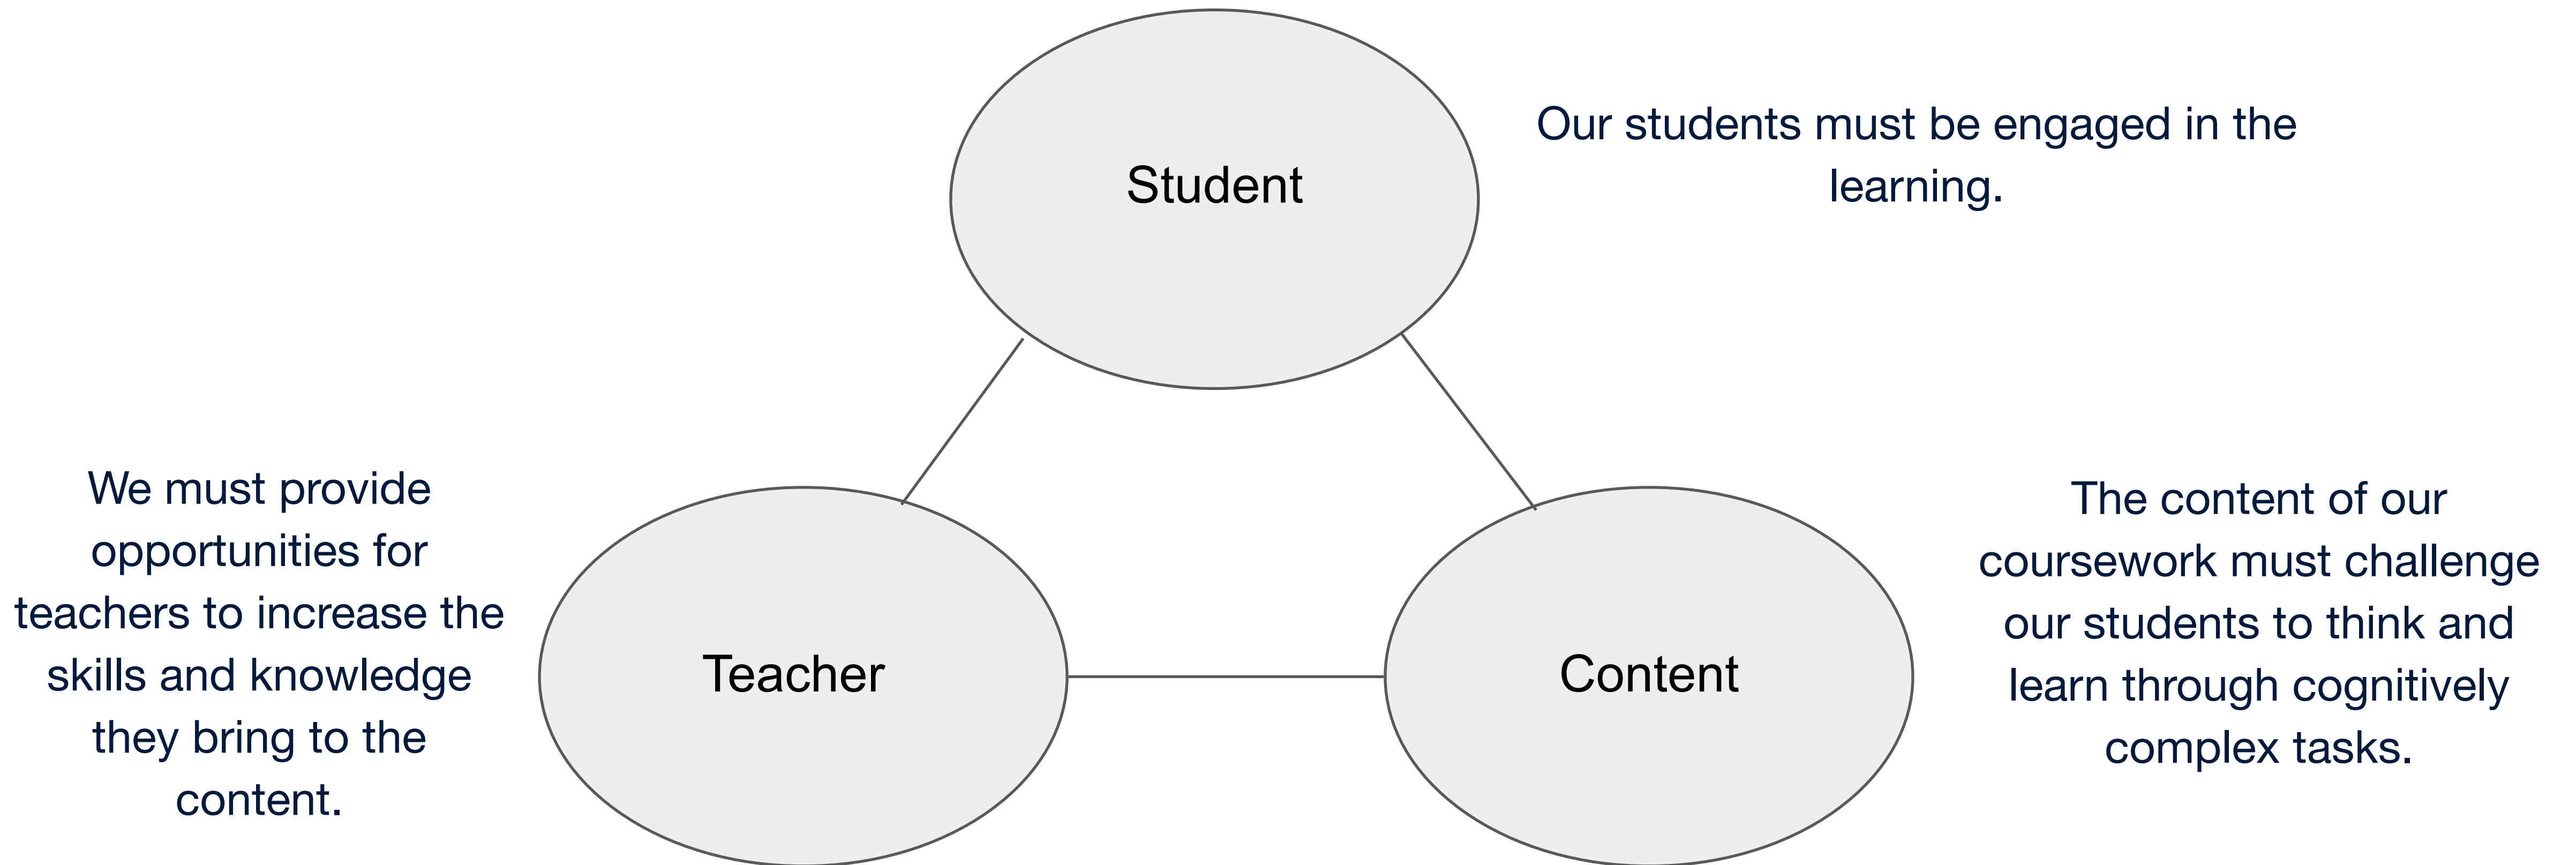 Student
Our students must be engaged in the
learning.
We must provide
opportunities for
teachers to increase the
skills and knowledge
they bring to the
content.
Teacher
Content
The content of our
coursework must challenge
our students to think and
learn through cognitively
complex tasks.